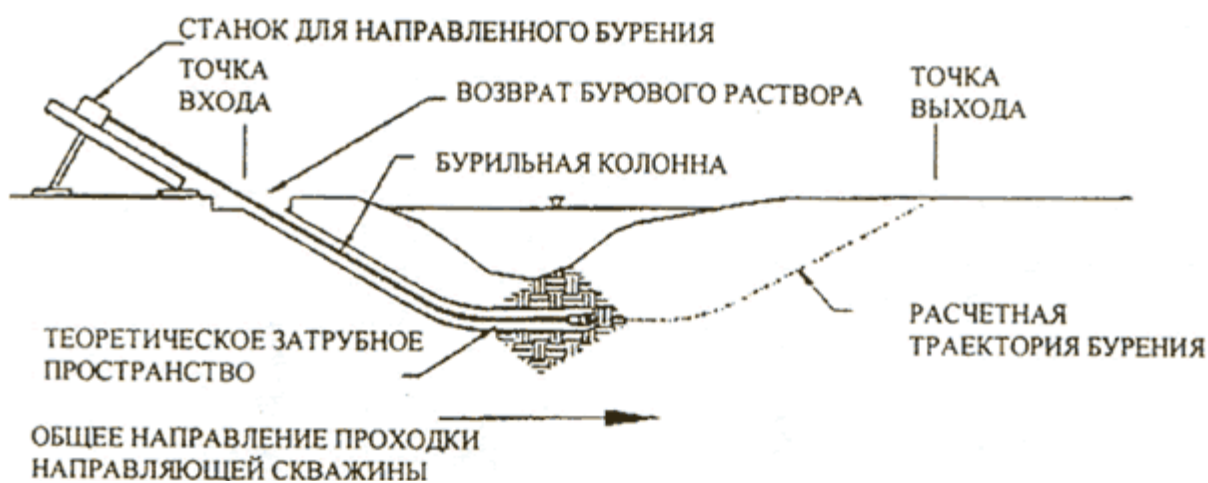 СТАНОК ДЛЯ НАПРАВЛЕННОГО БУРЕНИЯ
ТОЧКА
ВХОДА
ВОЗВРАТ БУРОВОГО РАСТВОРА
ТОЧКА
ВЫХОДА
БУРИЛЬНАЯ КОЛОННА
ТЕОРЕТИЧЕСКОЕ ЗАТРУБНОЕ
ПРОСТРАНСТВО
РАСЧЕТНАЯ
ТРАЕКТОРИЯ БУРЕНИЯ
ОБЩЕЕ НАПРАВЛЕНИЕ ПРОХОДКИ
НАПРАВЛЯЮЩЕЙ СКВАЖИНЫ